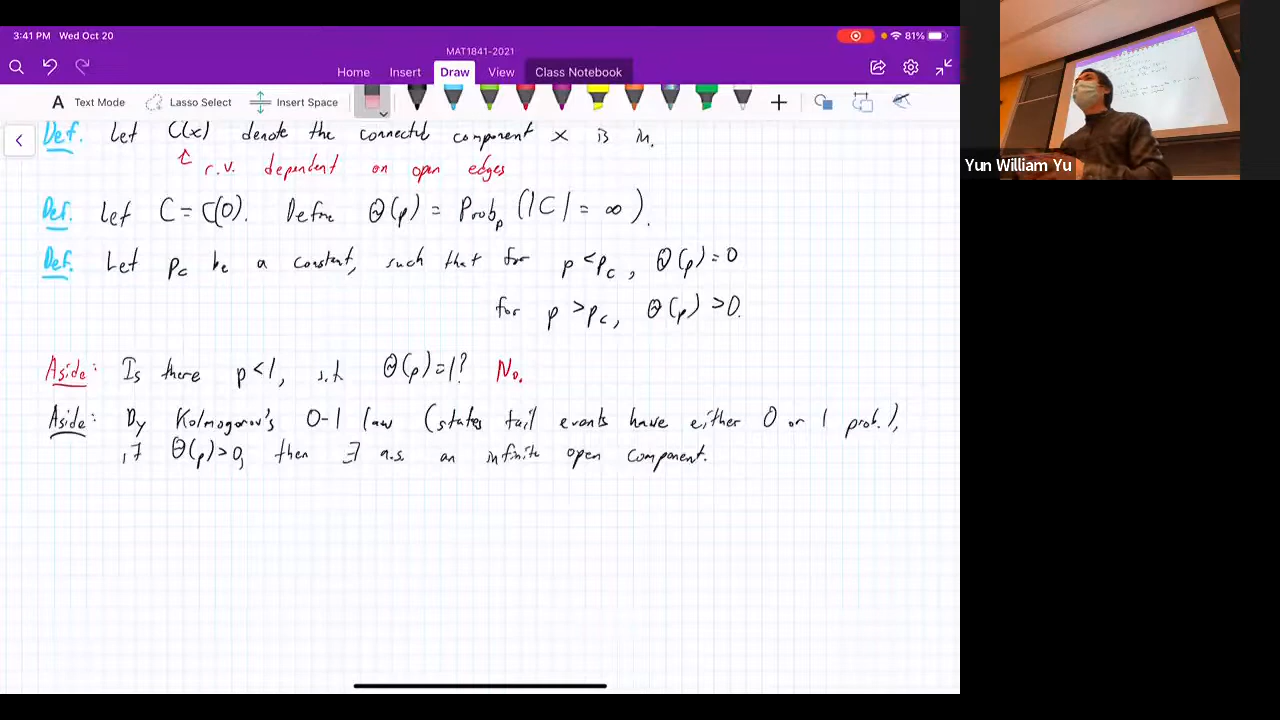 3:41 PM Wed Oct 20
81%
MAT1841-2021
Home Insert Draw View Class Notebook
A Text Mode Lasso Select Insert Space
Def. Let C(x) denote the connected component x is in.
r.v. dependent on open edges
Def. Let C = C(0). Define Θ(p) = Prob_p (|C| = ∞).
Def. Let p_c be a constant, such that for p < p_c, Θ(p) = 0
for p > p_c, Θ(p) > 0.
Aside: Is there p < 1, s.t. Θ(p) = 1? No.
Aside: By Kolmogorov's 0-1 law (states tail events have either 0 or 1 prob.),
if Θ(p) > 0, then ∃ a.s. an infinite open component.
Yun William Yu